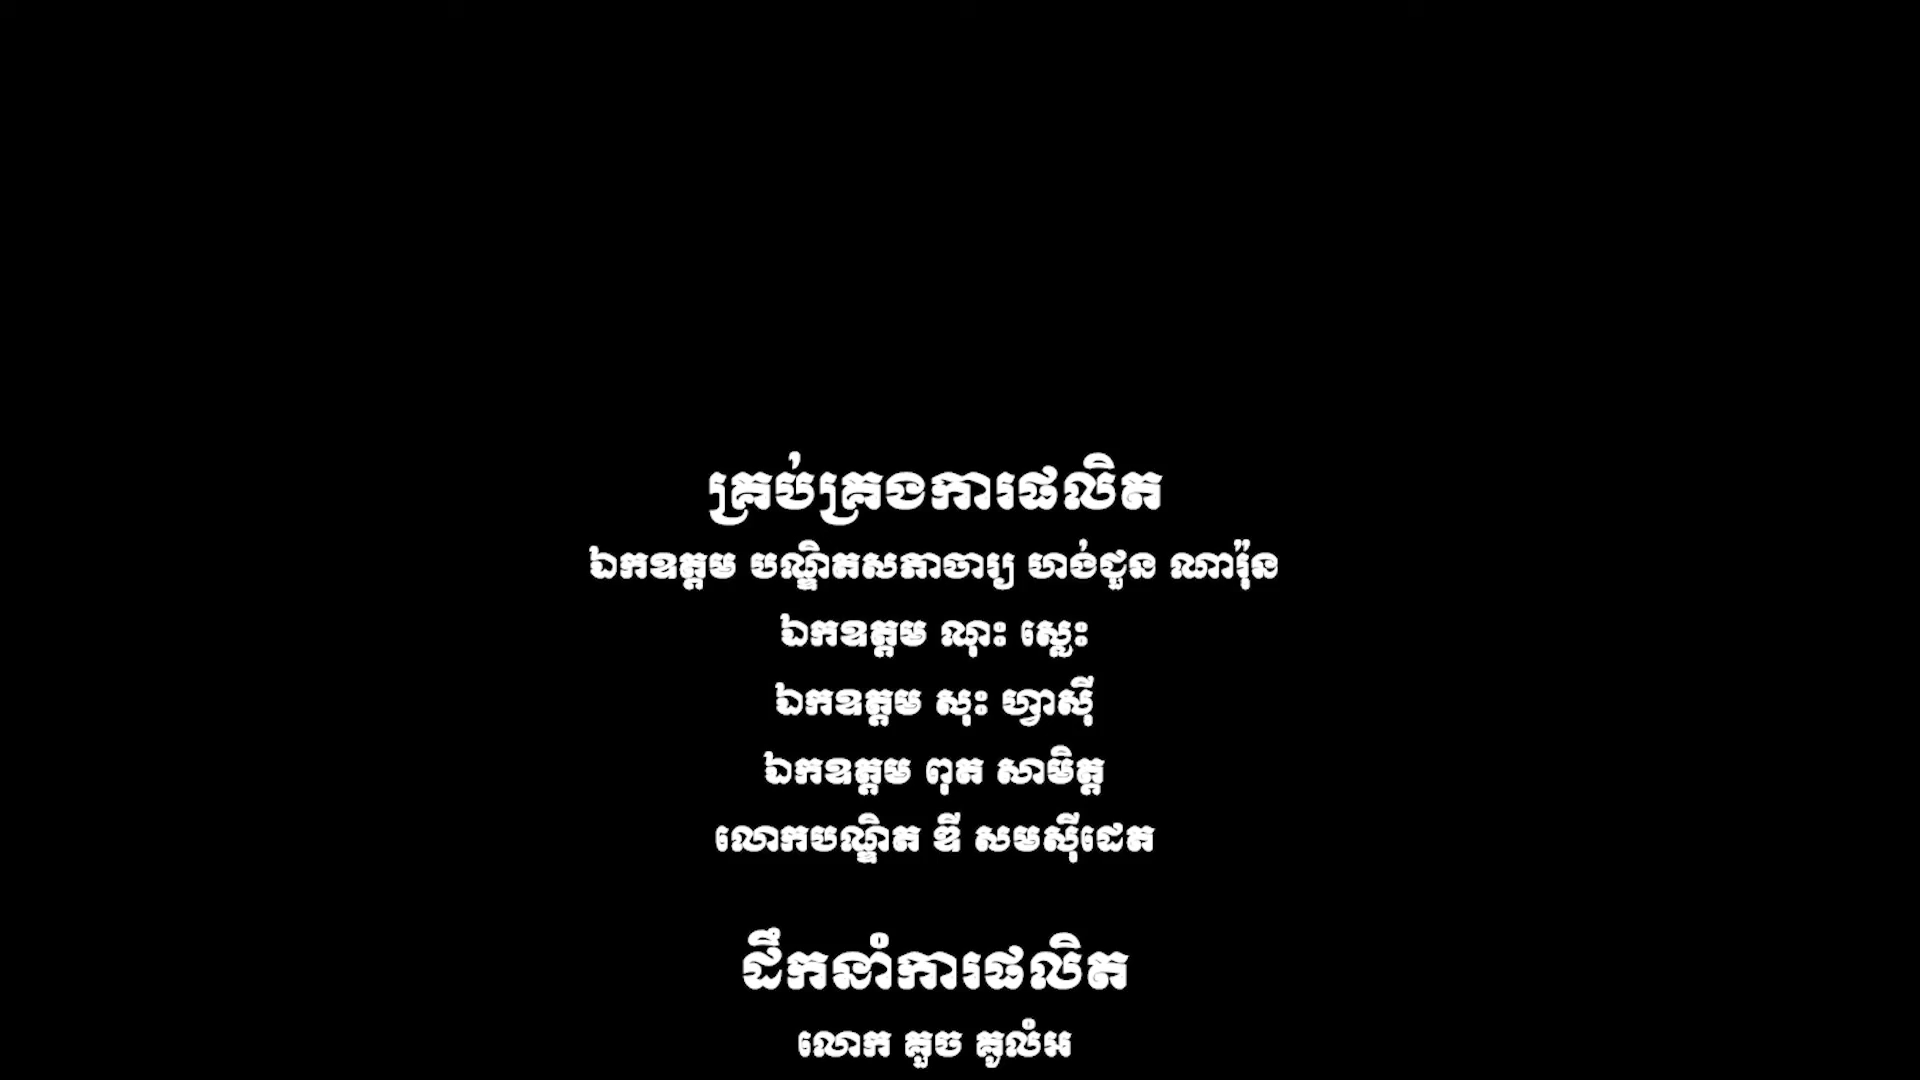 គ្រប់គ្រងការផលិត
ឯកឧត្តម បណ្ឌិតសភាចារ្យ ហង់ជួន ណារ៉ុន
ឯកឧត្តម ណុះ ស្លេះ
ឯកឧត្តម សុះ ហ្វាស៊ី
ឯកឧត្តម ពុត សាមិត្ត
លោកបណ្ឌិត ឌី សមស៊ីដេត
ដឹកនាំការផលិត
លោក គួច គូលំអ